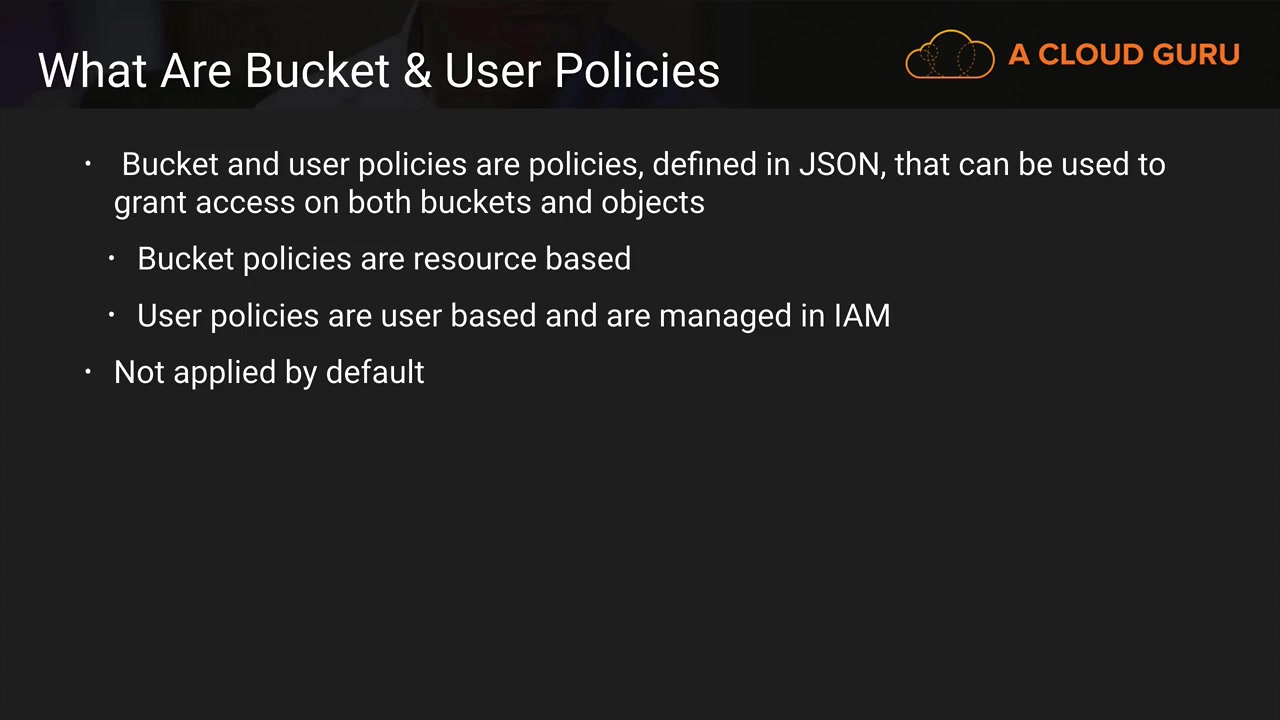 What Are Bucket & User Policies
A CLOUD GURU
• Bucket and user policies are policies, defined in JSON, that can be used to
grant access on both buckets and objects
• Bucket policies are resource based
• User policies are user based and are managed in IAM
• Not applied by default